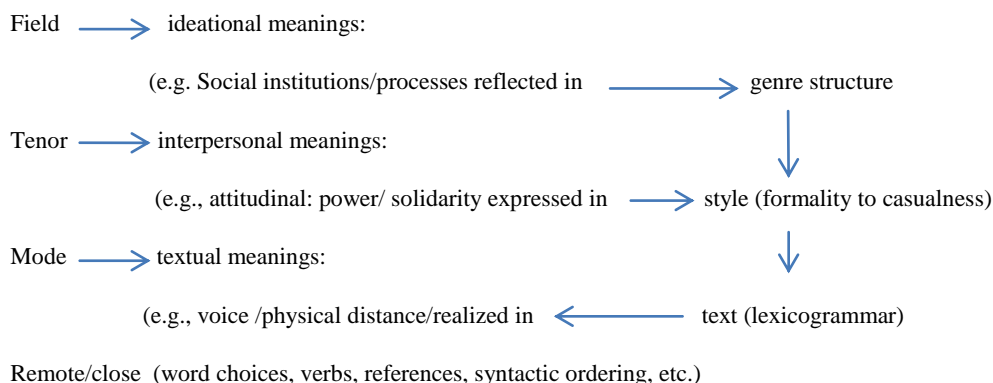 Field ideational meanings:
(e.g. Social institutions/processes reflected in genre structure
Tenor interpersonal meanings:
(e.g., attitudinal: power/ solidarity expressed in style (formality to casualness)
Mode textual meanings:
(e.g., voice /physical distance/realized in text (lexicogrammar)
Remote/close (word choices, verbs, references, syntactic ordering, etc.)